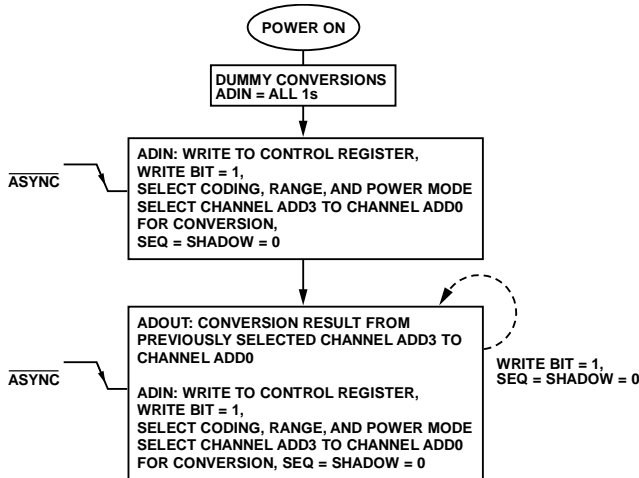 POWER ON
DUMMY CONVERSIONS
ADIN = ALL 1s
ASYNC
ADIN: WRITE TO CONTROL REGISTER,
WRITE BIT = 1,
SELECT CODING, RANGE, AND POWER MODE
SELECT CHANNEL ADD3 TO CHANNEL ADD0
FOR CONVERSION,
SEQ = SHADOW = 0
ASYNC
ADOUT: CONVERSION RESULT FROM
PREVIOUSLY SELECTED CHANNEL ADD3 TO
CHANNEL ADD0
ADIN: WRITE TO CONTROL REGISTER,
WRITE BIT = 1,
SELECT CODING, RANGE, AND POWER MODE
SELECT CHANNEL ADD3 TO CHANNEL ADD0
FOR CONVERSION, SEQ = SHADOW = 0
WRITE BIT = 1,
SEQ = SHADOW = 0